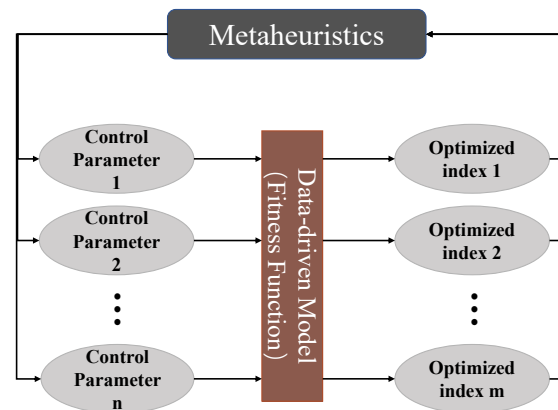 Metaheuristics
Control
Parameter
1
Data-driven Model
(Fitness Function)
Optimized
index 1
Control
Parameter
2
Optimized
index 2
Control
Parameter
n
Optimized
index m